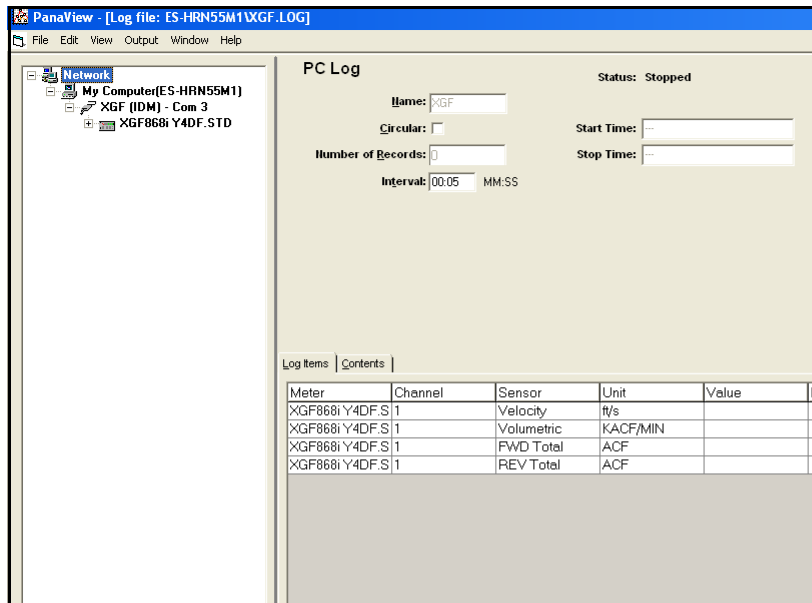 PanaView - [Log file: ES-HRN55M1\XGF.LOG]
File Edit View Output Window Help
Network
My Computer(ES-HRN55M1)
XGF (IDM) - Com 3
XGF868i Y4DF.STD
PC Log
Status: Stopped
Name: XGF
Circular:
Start Time: ---
Number of Records: 0
Stop Time: ---
Interval: 00:05 MM:SS
Log Items Contents
Meter Channel Sensor Unit Value
XGF868i Y4DF.S 1 Velocity ft/s
XGF868i Y4DF.S 1 Volumetric KACF/MIN
XGF868i Y4DF.S 1 FWD Total ACF
XGF868i Y4DF.S 1 REV Total ACF